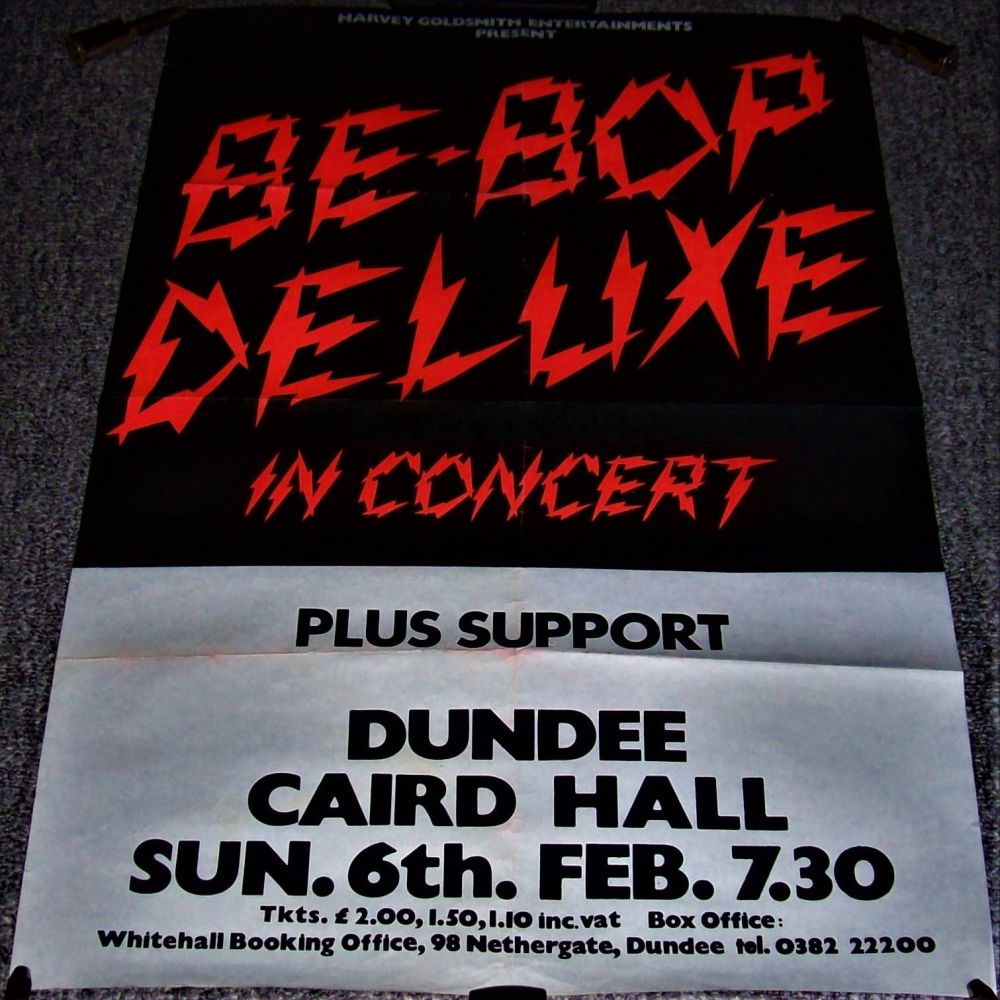 HARVEY GOLDSMITH ENTERTAINMENTS
PRESENT
BE-BOP
DELUXE
IN CONCERT
PLUS SUPPORT
DUNDEE
CAIRD HALL
SUN. 6th. FEB. 7.30
Tkts. £2.00, 1.50, 1.10 inc.vat Box Office:
Whitehall Booking Office, 98 Nethergate, Dundee tel. 0382 22200